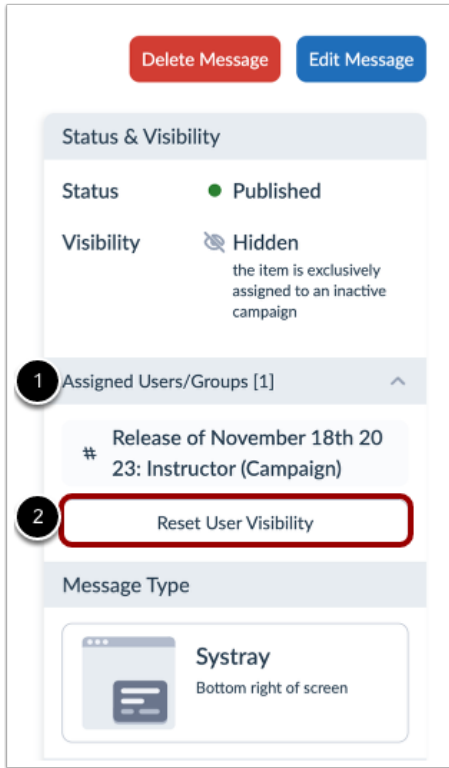 Delete Message
Edit Message
Status & Visibility
Status
Published
Visibility
Hidden
the item is exclusively
assigned to an inactive
campaign
1
Assigned Users/Groups [1]
# Release of November 18th 20
23: Instructor (Campaign)
2
Reset User Visibility
Message Type
Systray
Bottom right of screen